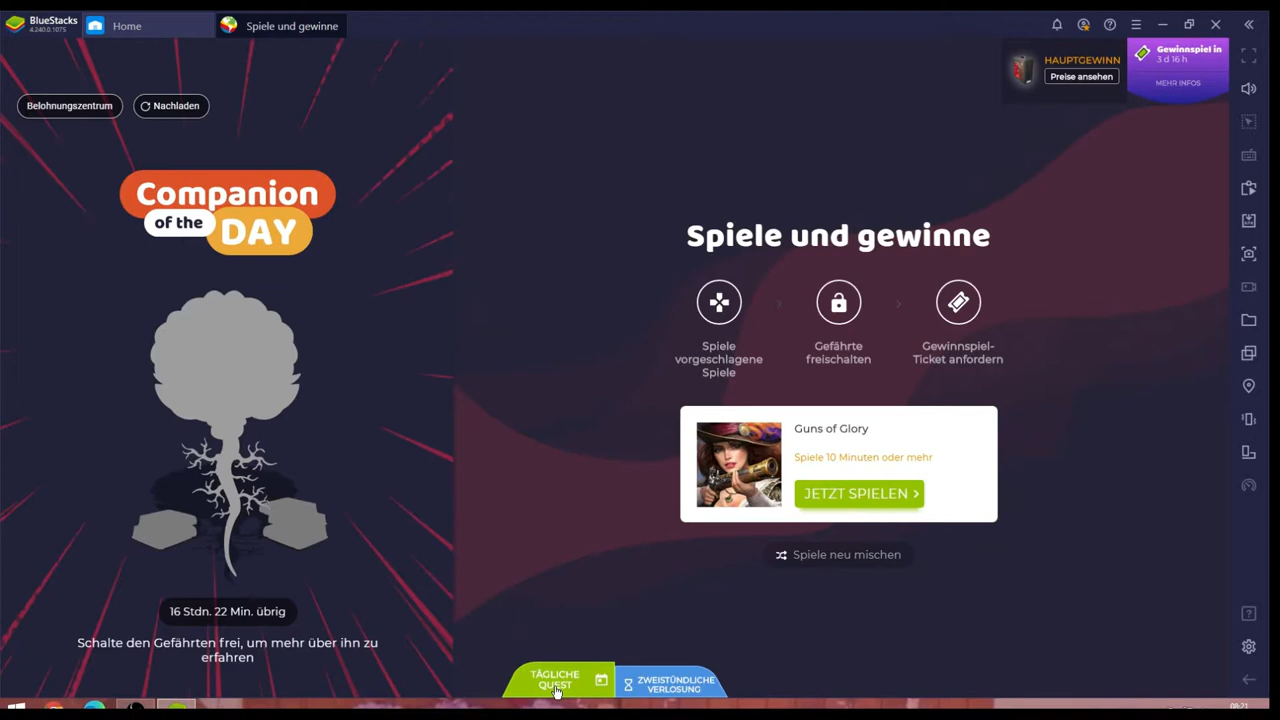 BlueStacks
4.240.0.1075
Home
Spiele und gewinne
HAUPTGEWINN
Preise ansehen
Gewinnspiel in
3 d 16 h
MEHR INFOS
Belohnungszentrum
Nachladen
Companion
of the
DAY
Spiele und gewinne
Spiele
vorgeschlagene
Spiele
Gefährte
freischalten
Gewinnspiel-
Ticket anfordern
Guns of Glory
Spiele 10 Minuten oder mehr
JETZT SPIELEN
Spiele neu mischen
16 Stdn. 22 Min. übrig
Schalte den Gefährten frei, um mehr über ihn zu
erfahren
TÄGLICHE
QUEST
ZWEISTÜNDLICHE
VERLOSUNG
08:21